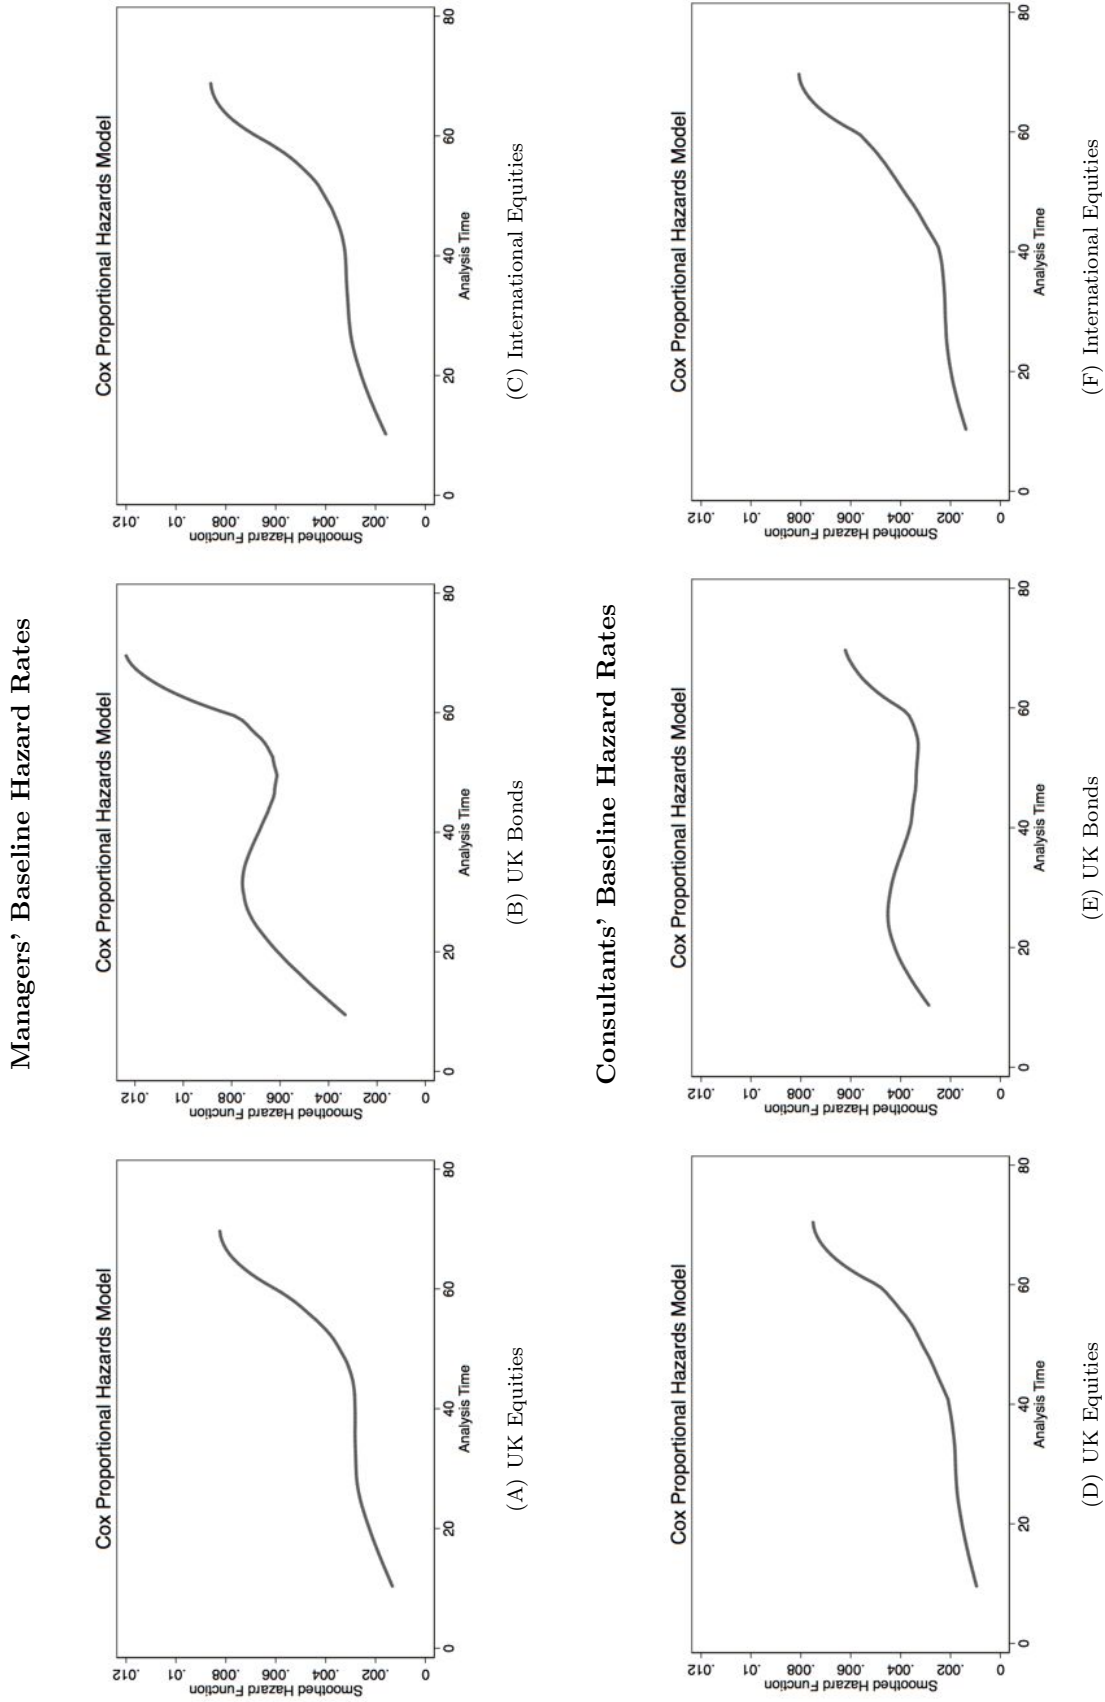 Managers' Baseline Hazard Rates
Cox Proportional Hazards Model
Smoothed Hazard Function
.012
.01
.008
.006
.004
.002
0
0 20 40 60 80
Analysis Time
(A) UK Equities
Cox Proportional Hazards Model
Smoothed Hazard Function
.012
.01
.008
.006
.004
.002
0
0 20 40 60 80
Analysis Time
(B) UK Bonds
Cox Proportional Hazards Model
Smoothed Hazard Function
.012
.01
.008
.006
.004
.002
0
0 20 40 60 80
Analysis Time
(C) International Equities
Consultants' Baseline Hazard Rates
Cox Proportional Hazards Model
Smoothed Hazard Function
.012
.01
.008
.006
.004
.002
0
0 20 40 60 80
Analysis Time
(D) UK Equities
Cox Proportional Hazards Model
Smoothed Hazard Function
.012
.01
.008
.006
.004
.002
0
0 20 40 60 80
Analysis Time
(E) UK Bonds
Cox Proportional Hazards Model
Smoothed Hazard Function
.012
.01
.008
.006
.004
.002
0
0 20 40 60 80
Analysis Time
(F) International Equities